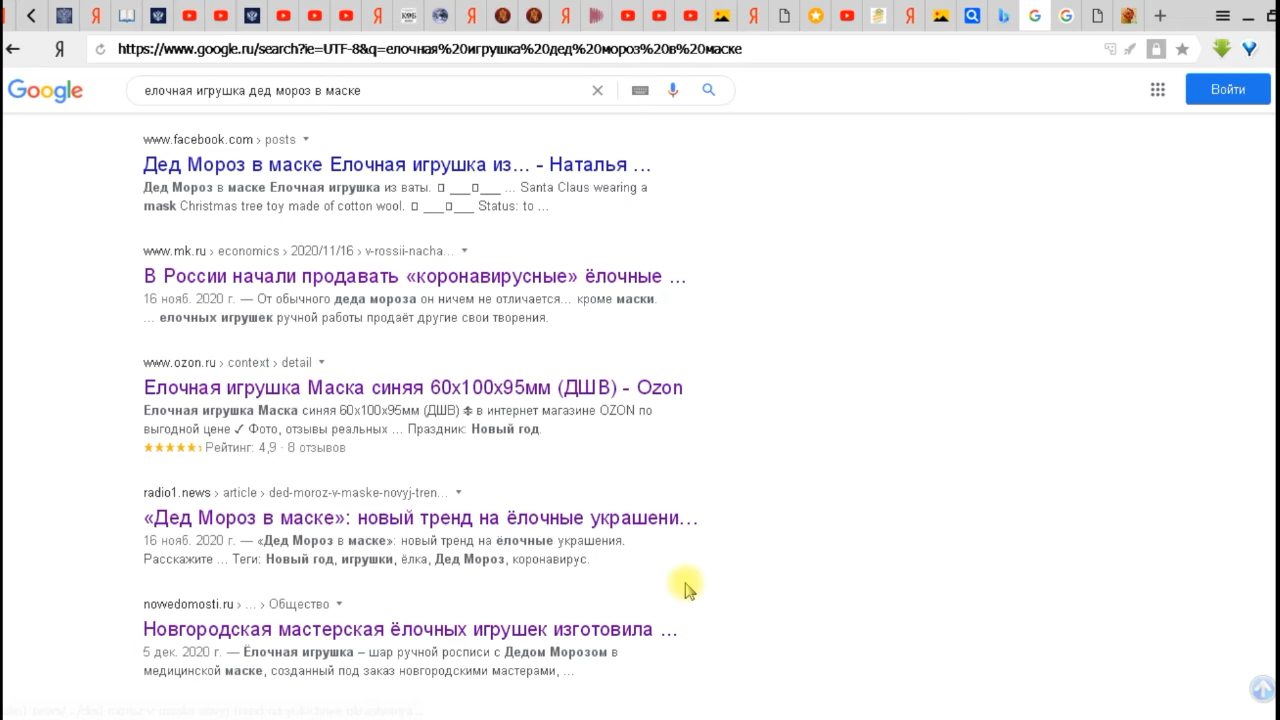 https://www.google.ru/search?ie=UTF-8&q=елочная%20игрушка%20дед%20мороз%20в%20маске
Google
елочная игрушка дед мороз в маске
Войти
www.facebook.com › posts
Дед Мороз в маске Елочная игрушка из... - Наталья ...
Дед Мороз в маске Елочная игрушка из ваты. ▯ ___▯___ ... Santa Claus wearing a
mask Christmas tree toy made of cotton wool. ▯ ___▯___ Status: to ...
www.mk.ru › economics › 2020/11/16 › v-rossii-nacha...
В России начали продавать «коронавирусные» ёлочные ...
16 нояб. 2020 г. — От обычного деда мороза он ничем не отличается... кроме маски.
... елочных игрушек ручной работы продаёт другие свои творения.
www.ozon.ru › context › detail
Елочная игрушка Маска синяя 60x100x95мм (ДШВ) - Ozon
Елочная игрушка Маска синяя 60x100x95мм (ДШВ) в интернет магазине OZON по
выгодной цене ✓ Фото, отзывы реальных ... Праздник: Новый год.
Рейтинг: 4,9 · 8 отзывов
radio1.news › article › ded-moroz-v-maske-novyj-tren...
«Дед Мороз в маске»: новый тренд на ёлочные украшени...
16 нояб. 2020 г. — «Дед Мороз в маске»: новый тренд на ёлочные украшения.
Расскажите ... Теги: Новый год, игрушки, ёлка, Дед Мороз, коронавирус.
nowedomosti.ru › ... › Общество
Новгородская мастерская ёлочных игрушек изготовила ...
5 дек. 2020 г. — Ёлочная игрушка – шар ручной росписи с Дедом Морозом в
медицинской маске, созданный под заказ новгородскими мастерами, ...